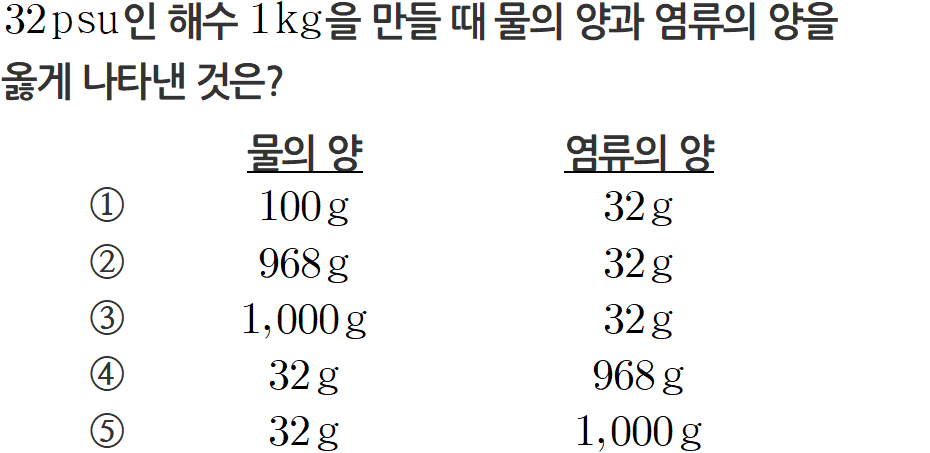 32psu인 해수 1kg을 만들 때 물의 양과 염류의 양을
옳게 나타낸 것은?
물의 양 염류의 양
① 100g 32g
② 968g 32g
③ 1,000g 32g
④ 32g 968g
⑤ 32g 1,000g